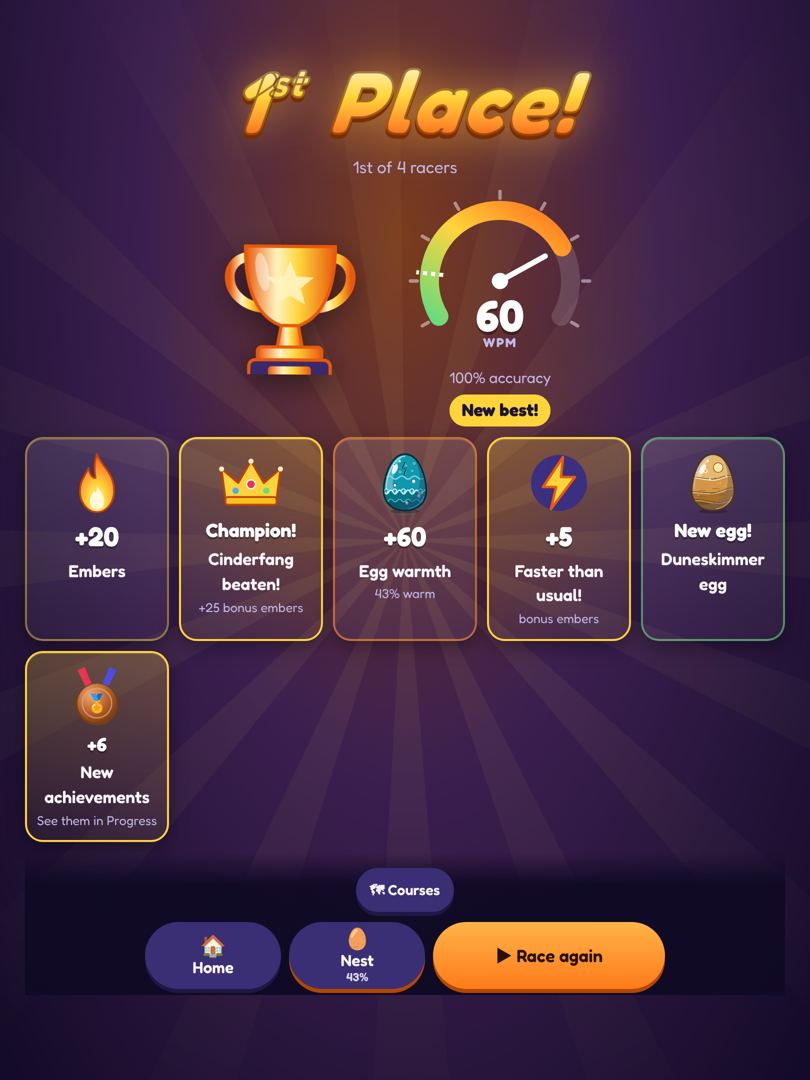 1st Place!
1st of 4 racers
60
WPM
100% accuracy
New best!
+20
Embers
Champion!
Cinderfang
beaten!
+25 bonus embers
+60
Egg warmth
43% warm
+5
Faster than
usual!
bonus embers
New egg!
Duneskimmer
egg
+6
New
achievements
See them in Progress
Courses
Home
Nest
43%
Race again